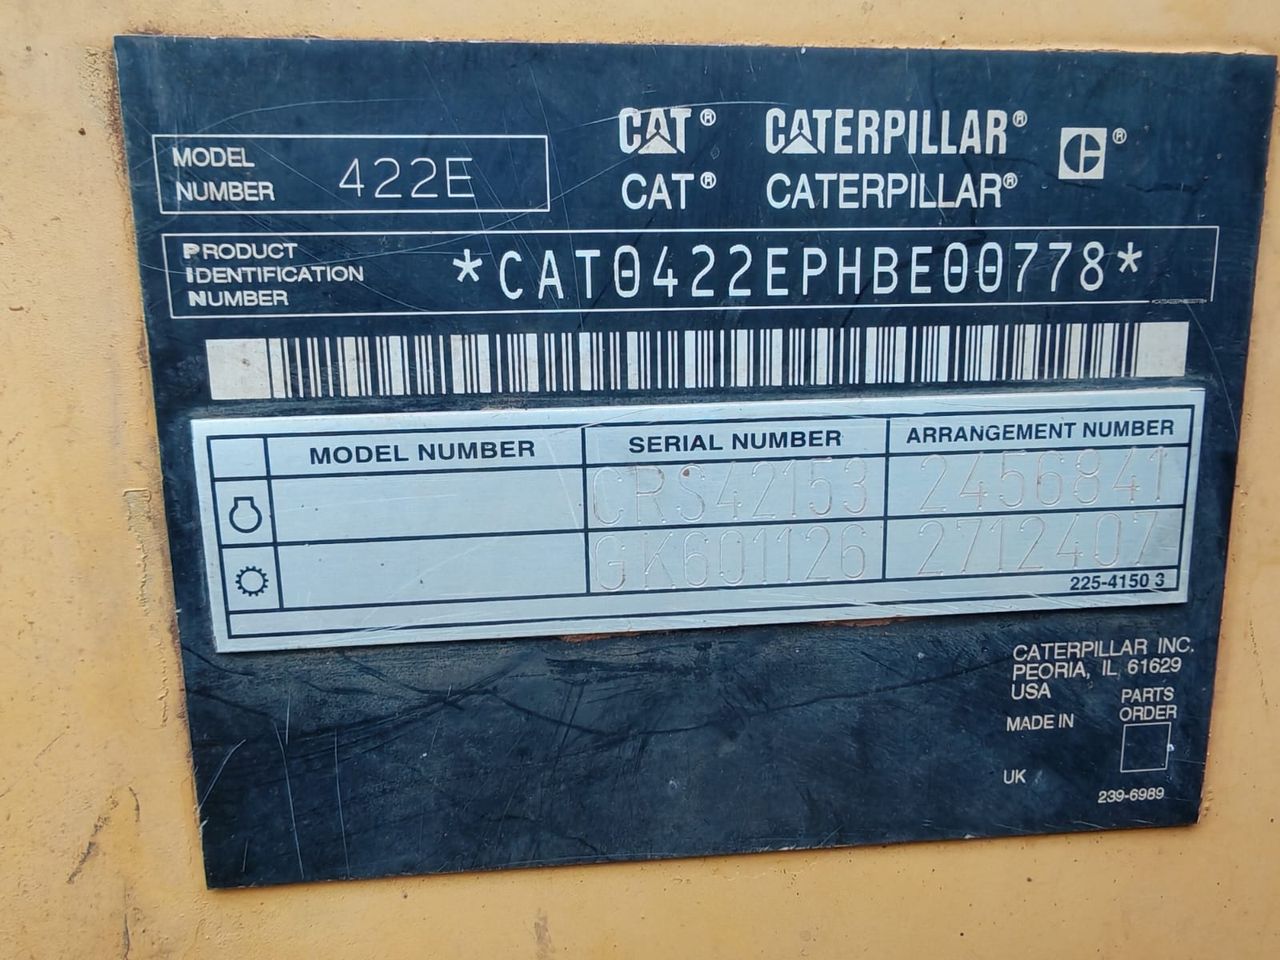 CAT® CATERPILLAR® C®
CAT® CATERPILLAR®
MODEL
NUMBER 422E
PRODUCT
IDENTIFICATION
NUMBER
*CAT0422EPHBE00778*
MODEL NUMBER SERIAL NUMBER ARRANGEMENT NUMBER
CRS42153 2456841
GK601126 2712407
225-4150 3
CATERPILLAR INC.
PEORIA, IL 61629
USA
MADE IN
UK
PARTS
ORDER
239-6989